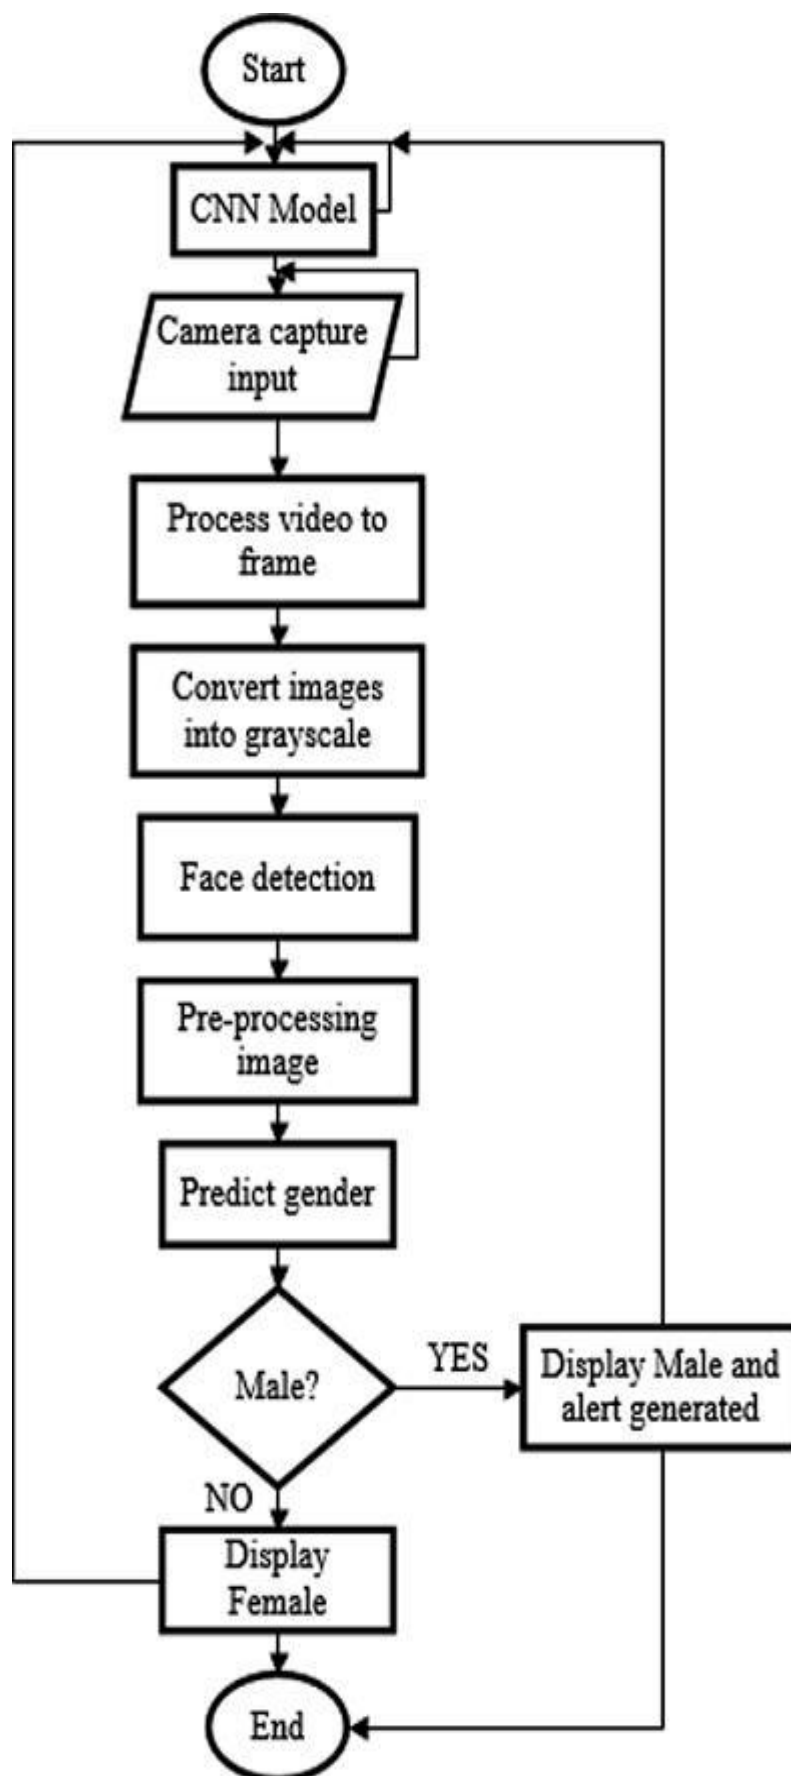 Start
CNN Model
Camera capture
input
Process video to
frame
Convert images
into grayscale
Face detection
Pre-processing
image
Predict gender
Male?
YES
Display Male and
alert generated
NO
Display
Female
End